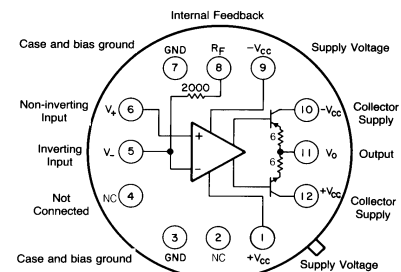 Internal Feedback
Case and bias ground
GND
RF
-Vcc
Supply Voltage
7
8
9
2000
Non-inverting
Input
V+
6
10
-Vcc
Collector
Supply
+
6
Inverting
Input
V-
5
11
Vo
Output
6
-
Not
Connected
NC
4
12
+Vcc
Collector
Supply
3
2
1
Case and bias ground
GND
NC
+Vcc
Supply Voltage